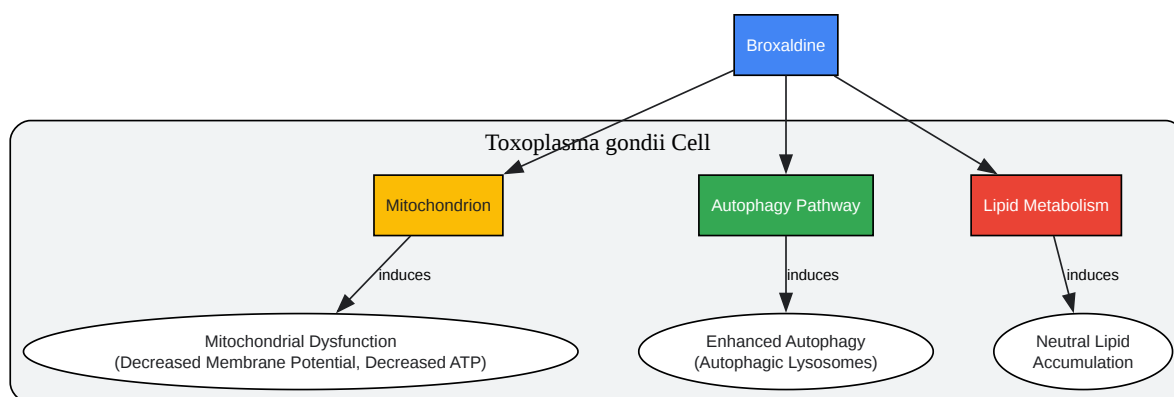 Broxaldine
Toxoplasma gondii Cell
Mitochondrion
Autophagy Pathway
Lipid Metabolism
induces
induces
induces
Mitochondrial Dysfunction
(Decreased Membrane Potential, Decreased ATP)
Enhanced Autophagy
(Autophagic Lysosomes)
Neutral Lipid
Accumulation